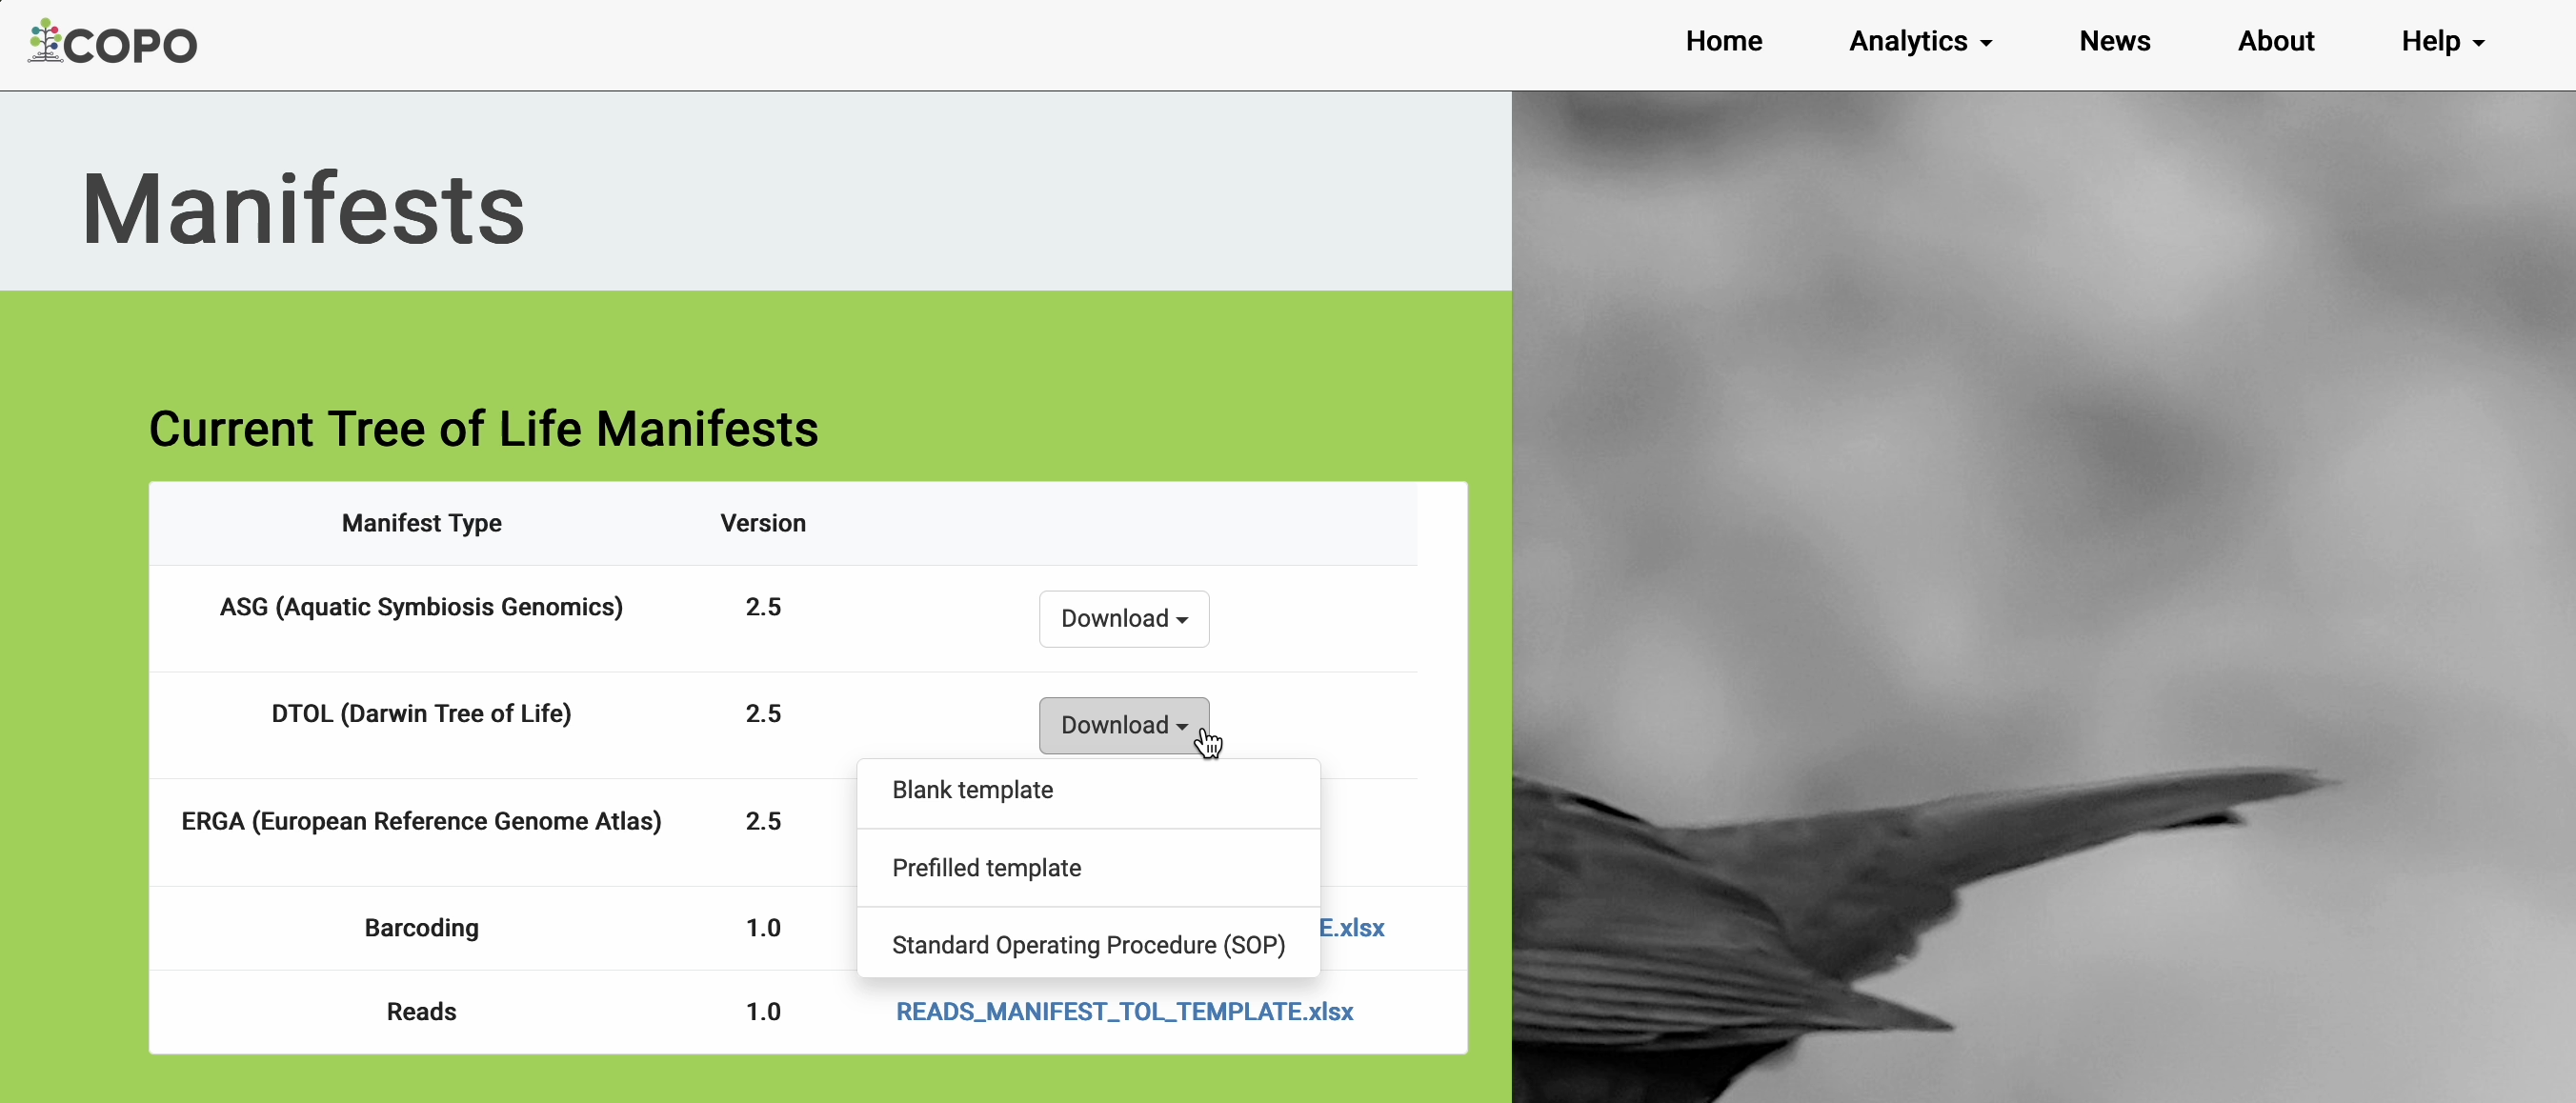 COPO
Home Analytics News About Help
Manifests
Current Tree of Life Manifests
Manifest Type Version
ASG (Aquatic Symbiosis Genomics) 2.5 Download
DTOL (Darwin Tree of Life) 2.5 Download
Blank template
ERGA (European Reference Genome Atlas) 2.5
Prefilled template
Barcoding 1.0 E.xlsx
Standard Operating Procedure (SOP)
Reads 1.0 READS_MANIFEST_TOL_TEMPLATE.xlsx